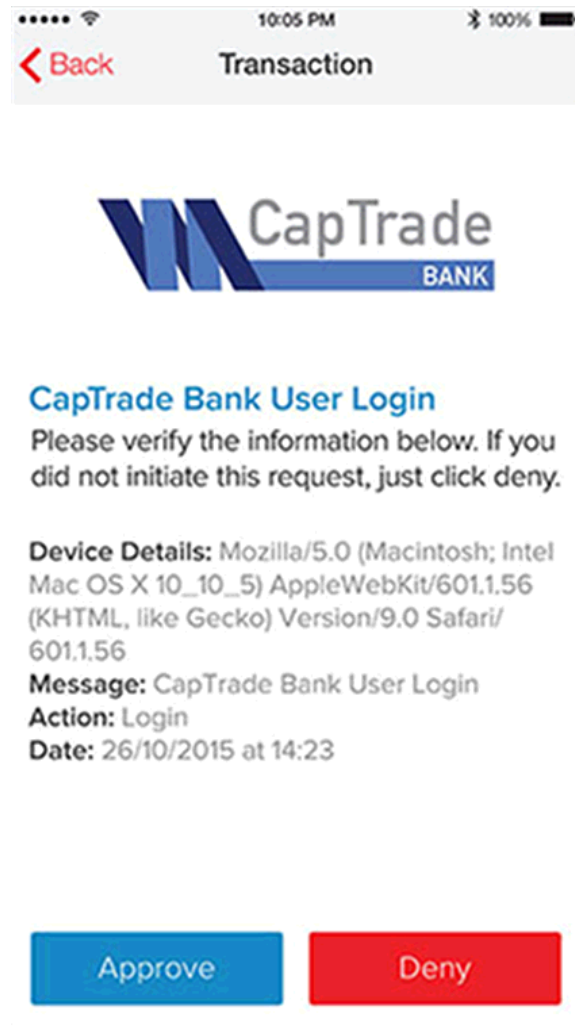 10:05 PM 100%
Back Transaction
CapTrade
BANK
CapTrade Bank User Login
Please verify the information below. If you
did not initiate this request, just click deny.
Device Details: Mozilla/5.0 (Macintosh; Intel
Mac OS X 10_10_5) AppleWebKit/601.1.56
(KHTML, like Gecko) Version/9.0 Safari/
601.1.56
Message: CapTrade Bank User Login
Action: Login
Date: 26/10/2015 at 14:23
Approve Deny